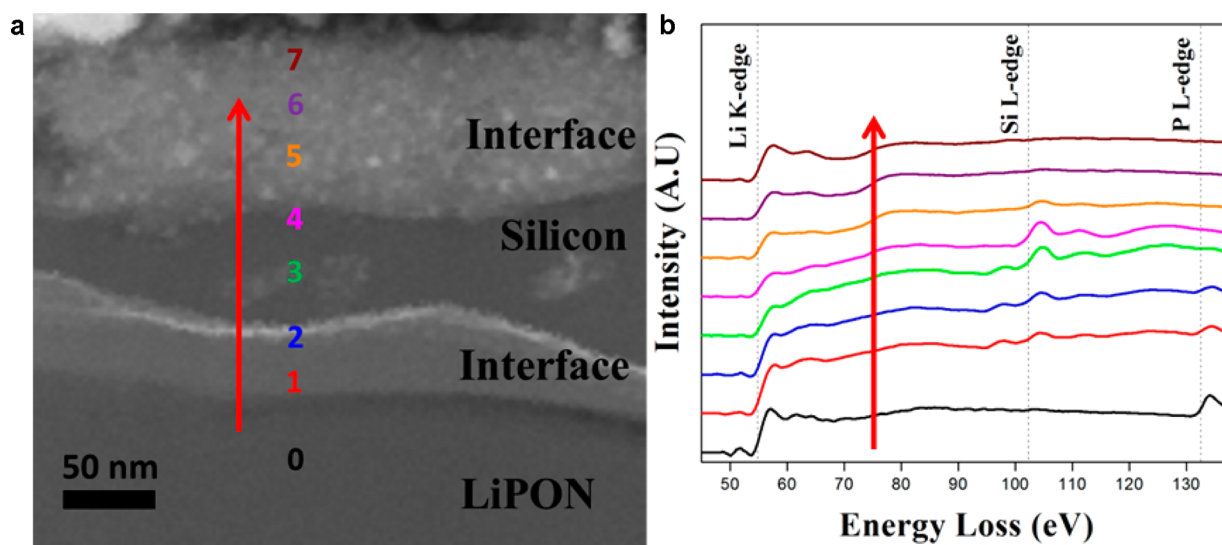 a
7
6
5
Interface
4
Silicon
3
2
Interface
1
0
50 nm
LiPON
b
Li K-edge
Si L-edge
P L-edge
Intensity (A.U)
50 60 70 80 90 100 110 120 130
Energy Loss (eV)